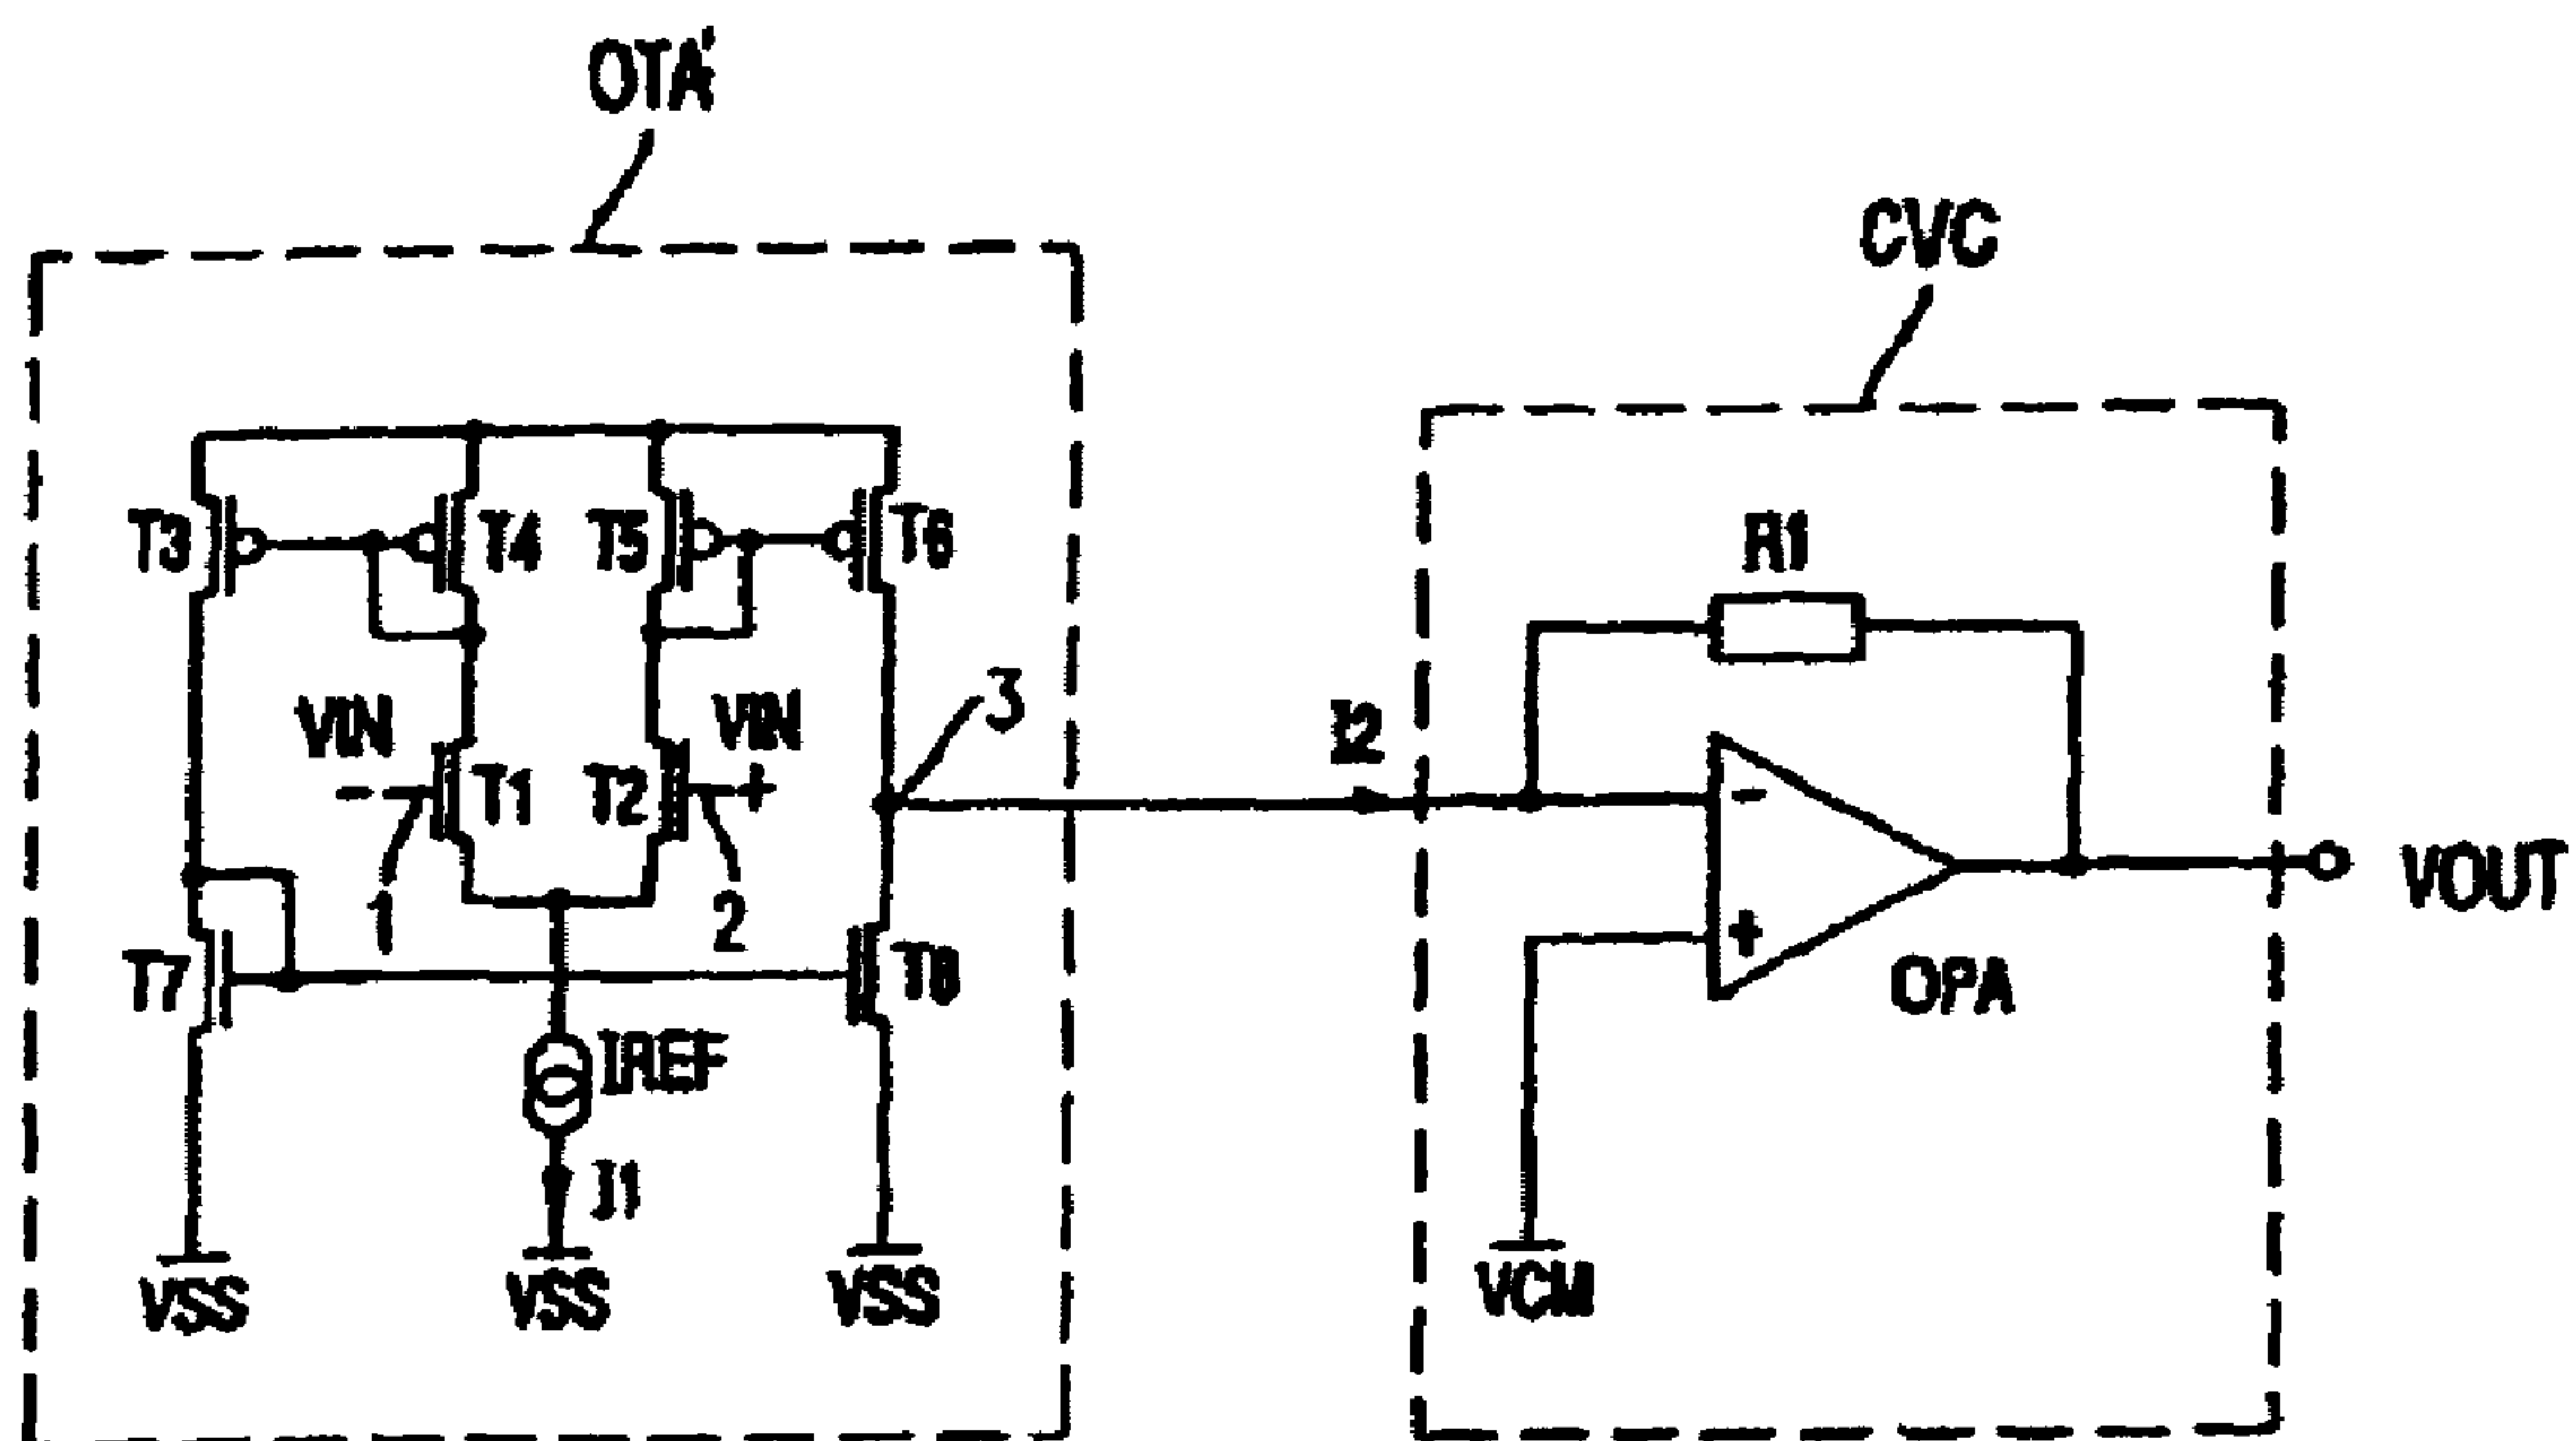 OTA'
CVC
T3
T4
T5
T6
R1
VIN
VIN
3
I2
-
T1
T2
+
-
1
2
VOUT
T7
T8
+
OPA
IREF
I1
VSS
VSS
VSS
VCM